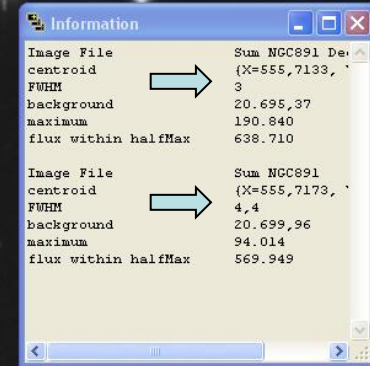 Information
Image File Sum NGC891
centroid {X=555,7133,
FWHM 3
background 20.695,37
maximum 190.840
flux within halfMax 638.710
Image File Sum NGC891
centroid {X=555,7173,
FWHM 4,4
background 20.699,96
maximum 94.014
flux within halfMax 569.949